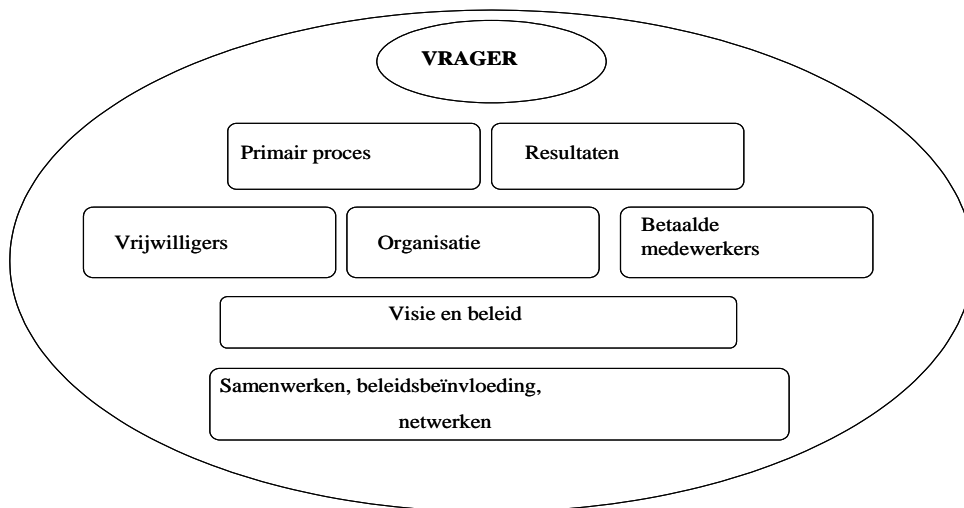 VRAGER
Primair proces
Resultaten
Vrijwilligers
Organisatie
Betaalde
medewerkers
Visie en beleid
Samenwerken, beleidsbeïnvloeding,
netwerken